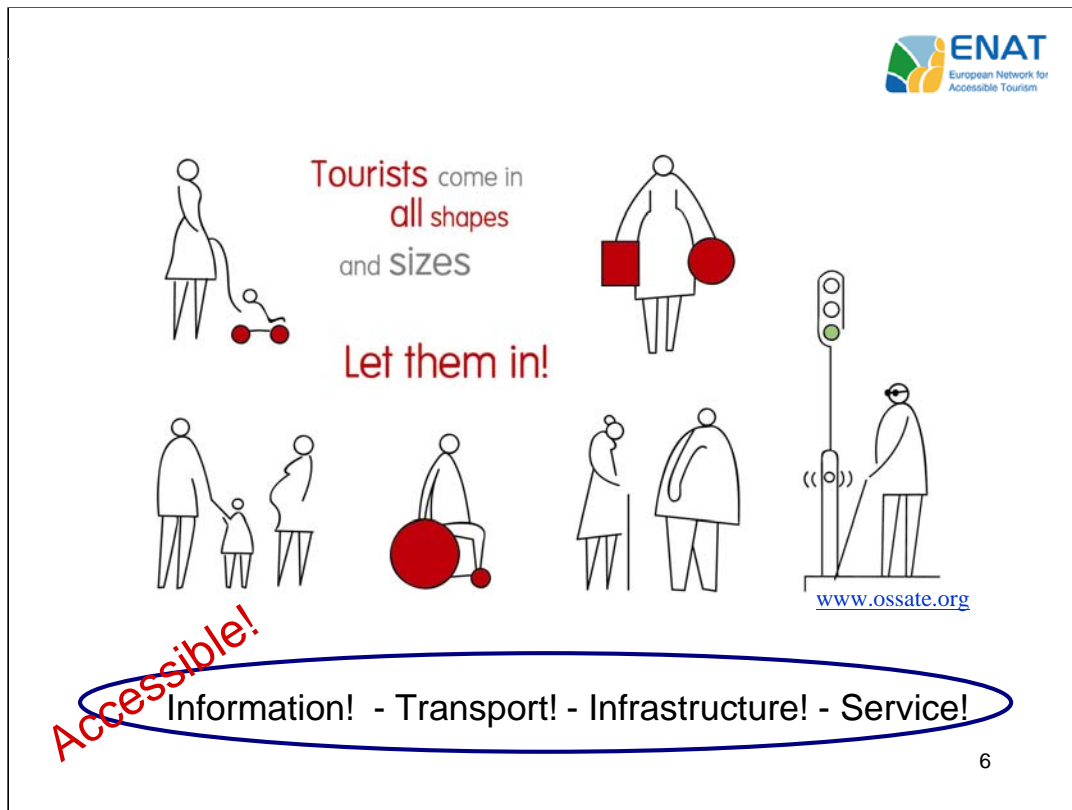 ENAT
European Network for
Accessible Tourism
Tourists come in
all shapes
and sizes
Let them in!
www.ossate.org
Accessible!
Information! - Transport! - Infrastructure! - Service!
6